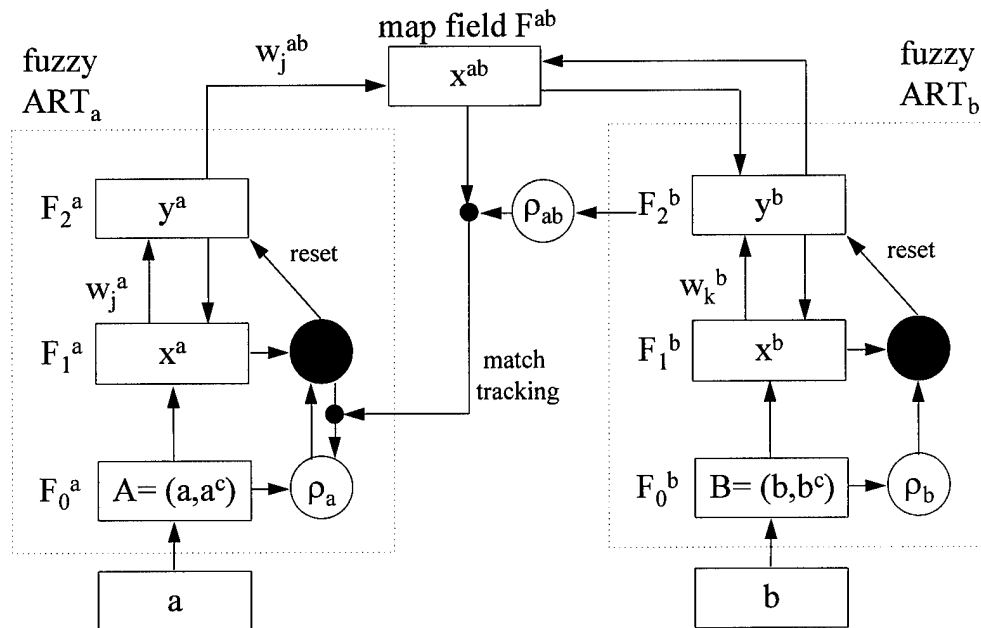 map field F^ab
fuzzy
ART_a
w_j^ab
x^ab
fuzzy
ART_b
F_2^a
y^a
ρ_ab
F_2^b
y^b
reset
reset
w_j^a
w_k^b
F_1^a
x^a
match
tracking
F_1^b
x^b
F_0^a
A= (a,a^c)
ρ_a
F_0^b
B= (b,b^c)
ρ_b
a
b